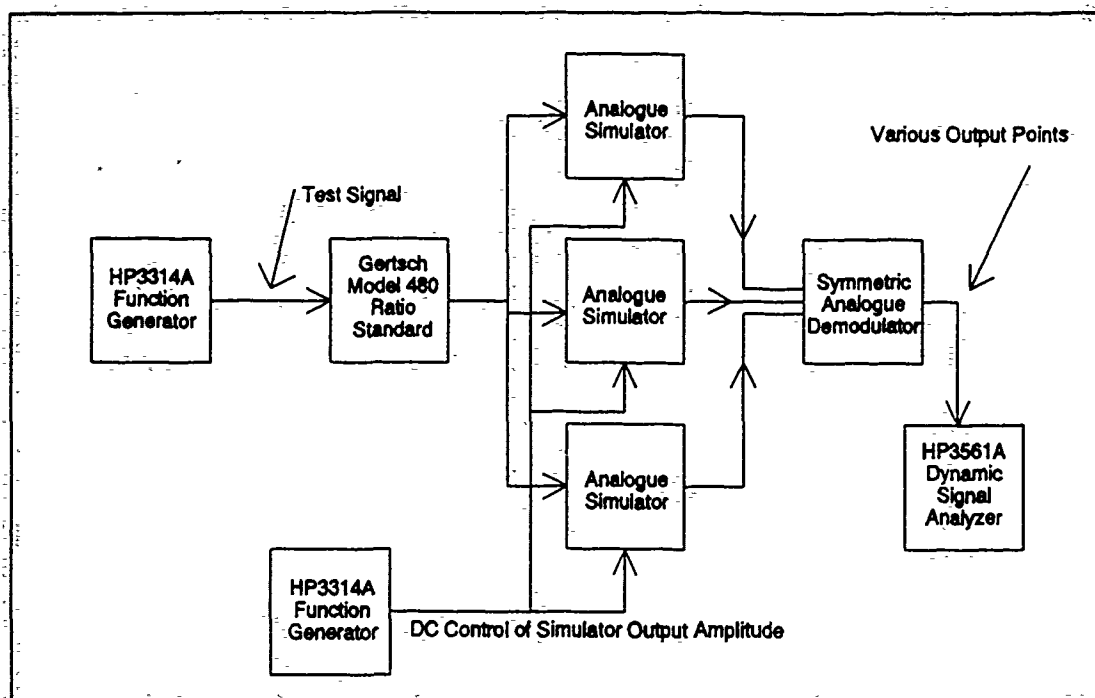 Analogue
Simulator
Various Output Points
Test Signal
HP3314A
Function
Generator
Gertsch
Model 480
Ratio
Standard
Analogue
Simulator
Symmetric
Analogue
Demodulator
Analogue
Simulator
HP3561A
Dynamic
Signal
Analyzer
HP3314A
Function
Generator
DC Control of Simulator Output Amplitude